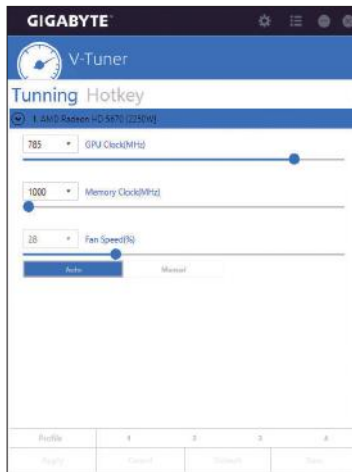 GIGABYTE™
V-Tuner
Tunning Hotkey
1. AMD Radeon HD 5670 (2250W)
785 GPU Clock(MHz)
1000 Memory Clock(MHz)
28 Fan Speed(%)
Auto Manual
Profile 1 2 3 4
Apply Cancel Default Save